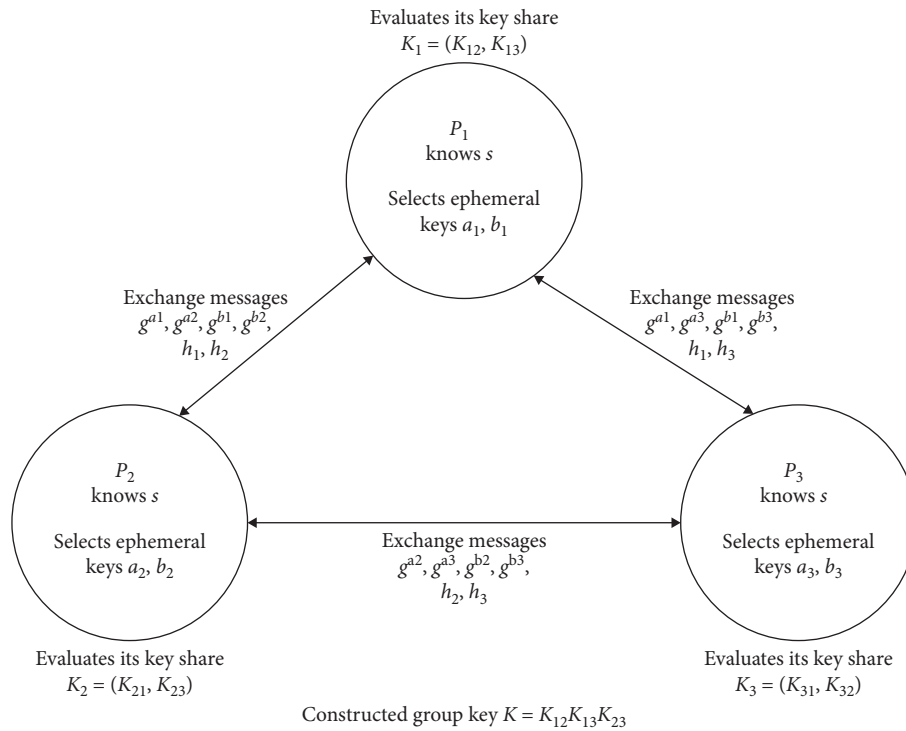 Evaluates its key share
K₁ = (K₁₂, K₁₃)
P₁
knows s
Selects ephemeral
keys a₁, b₁
Exchange messages
gᵃ¹, gᵃ², gᵇ¹, gᵇ²,
h₁, h₂
Exchange messages
gᵃ¹, gᵃ³, gᵇ¹, gᵇ³,
h₁, h₃
P₂
knows s
Selects ephemeral
keys a₂, b₂
Exchange messages
gᵃ², gᵃ³, gᵇ², gᵇ³,
h₂, h₃
P₃
knows s
Selects ephemeral
keys a₃, b₃
Evaluates its key share
K₂ = (K₂₁, K₂₃)
Evaluates its key share
K₃ = (K₃₁, K₃₂)
Constructed group key K = K₁₂K₁₃K₂₃